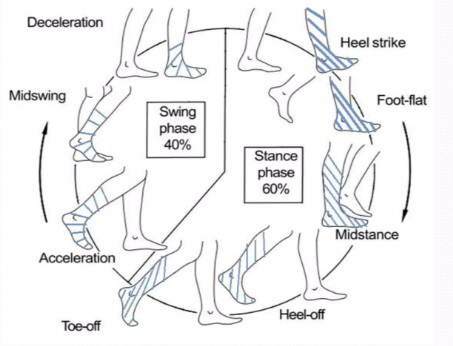 Deceleration
Heel strike
Midswing
Foot-flat
Swing
phase
40%
Stance
phase
60%
Midstance
Acceleration
Heel-off
Toe-off